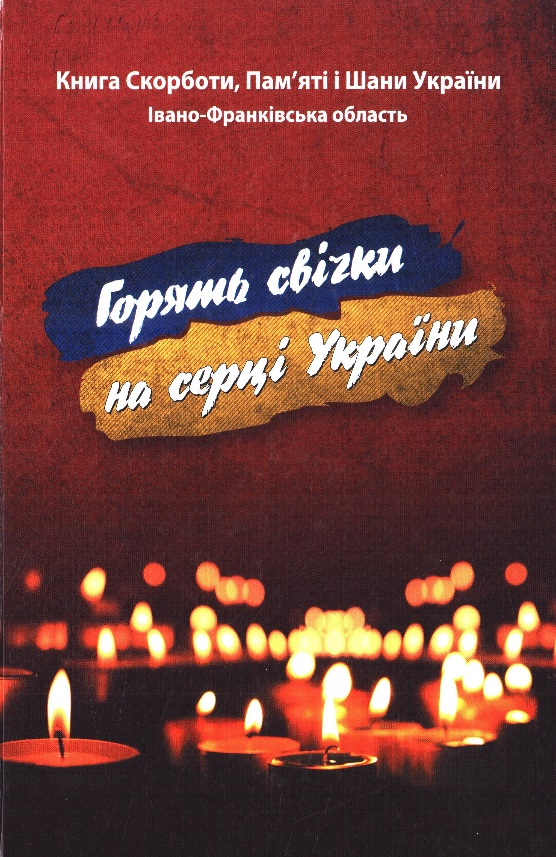 Книга Скорботи, Пам’яті і Шани України
Івано-Франківська область
Горять свічки
на серці України